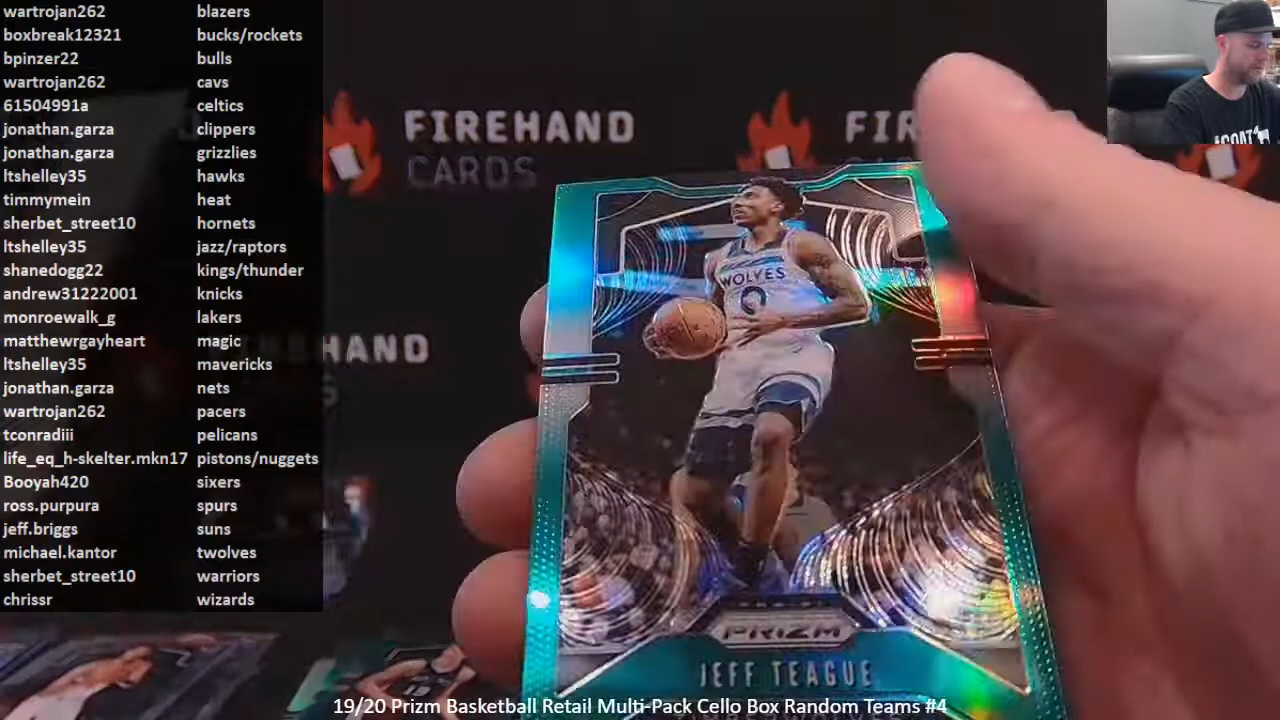 wartrojan262 blazers
boxbreak12321 bucks/rockets
bpinzer22 bulls
wartrojan262 cavs
61504991a celtics
jonathan.garza clippers
jonathan.garza grizzlies
ltshelley35 hawks
timmymein heat
sherbet_street10 hornets
ltshelley35 jazz/raptors
shanedogg22 kings/thunder
andrew31222001 knicks
monroewalk_g lakers
matthewrgayheart magic
ltshelley35 mavericks
jonathan.garza nets
wartrojan262 pacers
tconradiii pelicans
life_eq_h-skelter.mkn17 pistons/nuggets
Booyah420 sixers
ross.purpura spurs
jeff.briggs suns
michael.kantor twolves
sherbet_street10 warriors
chrissr wizards
FIREHAND
CARDS
FIR
HAND
WOLVES
0
PRIZM
JEFF TEAGUE
19/20 Prizm Basketball Retail Multi-Pack Cello Box Random Teams #4